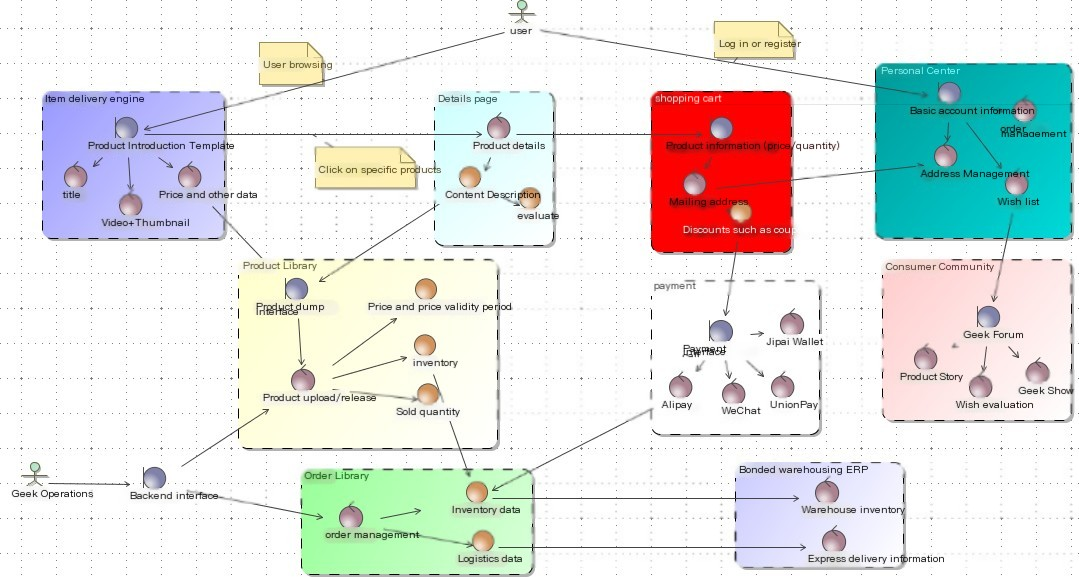 user
User browsing
Log in or register
Item delivery engine
Product Introduction Template
title
Video+Thumbnail
Price and other data
Click on specific products
Details page
Product details
Content Description
evaluate
shopping cart
Product information (price/quantity)
Mailing address
Discounts such as coup
Personal Center
Basic account information
order
management
Address Management
Wish list
Product Library
Product dump
Interface
Price and price validity period
inventory
Sold quantity
Product upload/release
payment
Payment
Interface
Jipai Wallet
Alipay
WeChat
UnionPay
Consumer Community
Geek Forum
Product Story
Wish evaluation
Geek Show
Geek Operations
Backend interface
Order Library
order management
Inventory data
Logistics data
Bonded warehousing ERP
Warehouse inventory
Express delivery information